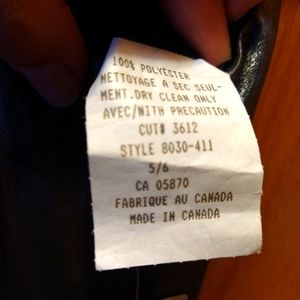 100% POLYESTER
NETTOYAGE A SEC SEUL-
MENT.DRY CLEAN ONLY
AVEC/WITH PRECAUTION
CUT# 3612
STYLE 8030-411
5/6
CA 05870
FABRIQUE AU CANADA
MADE IN CANADA